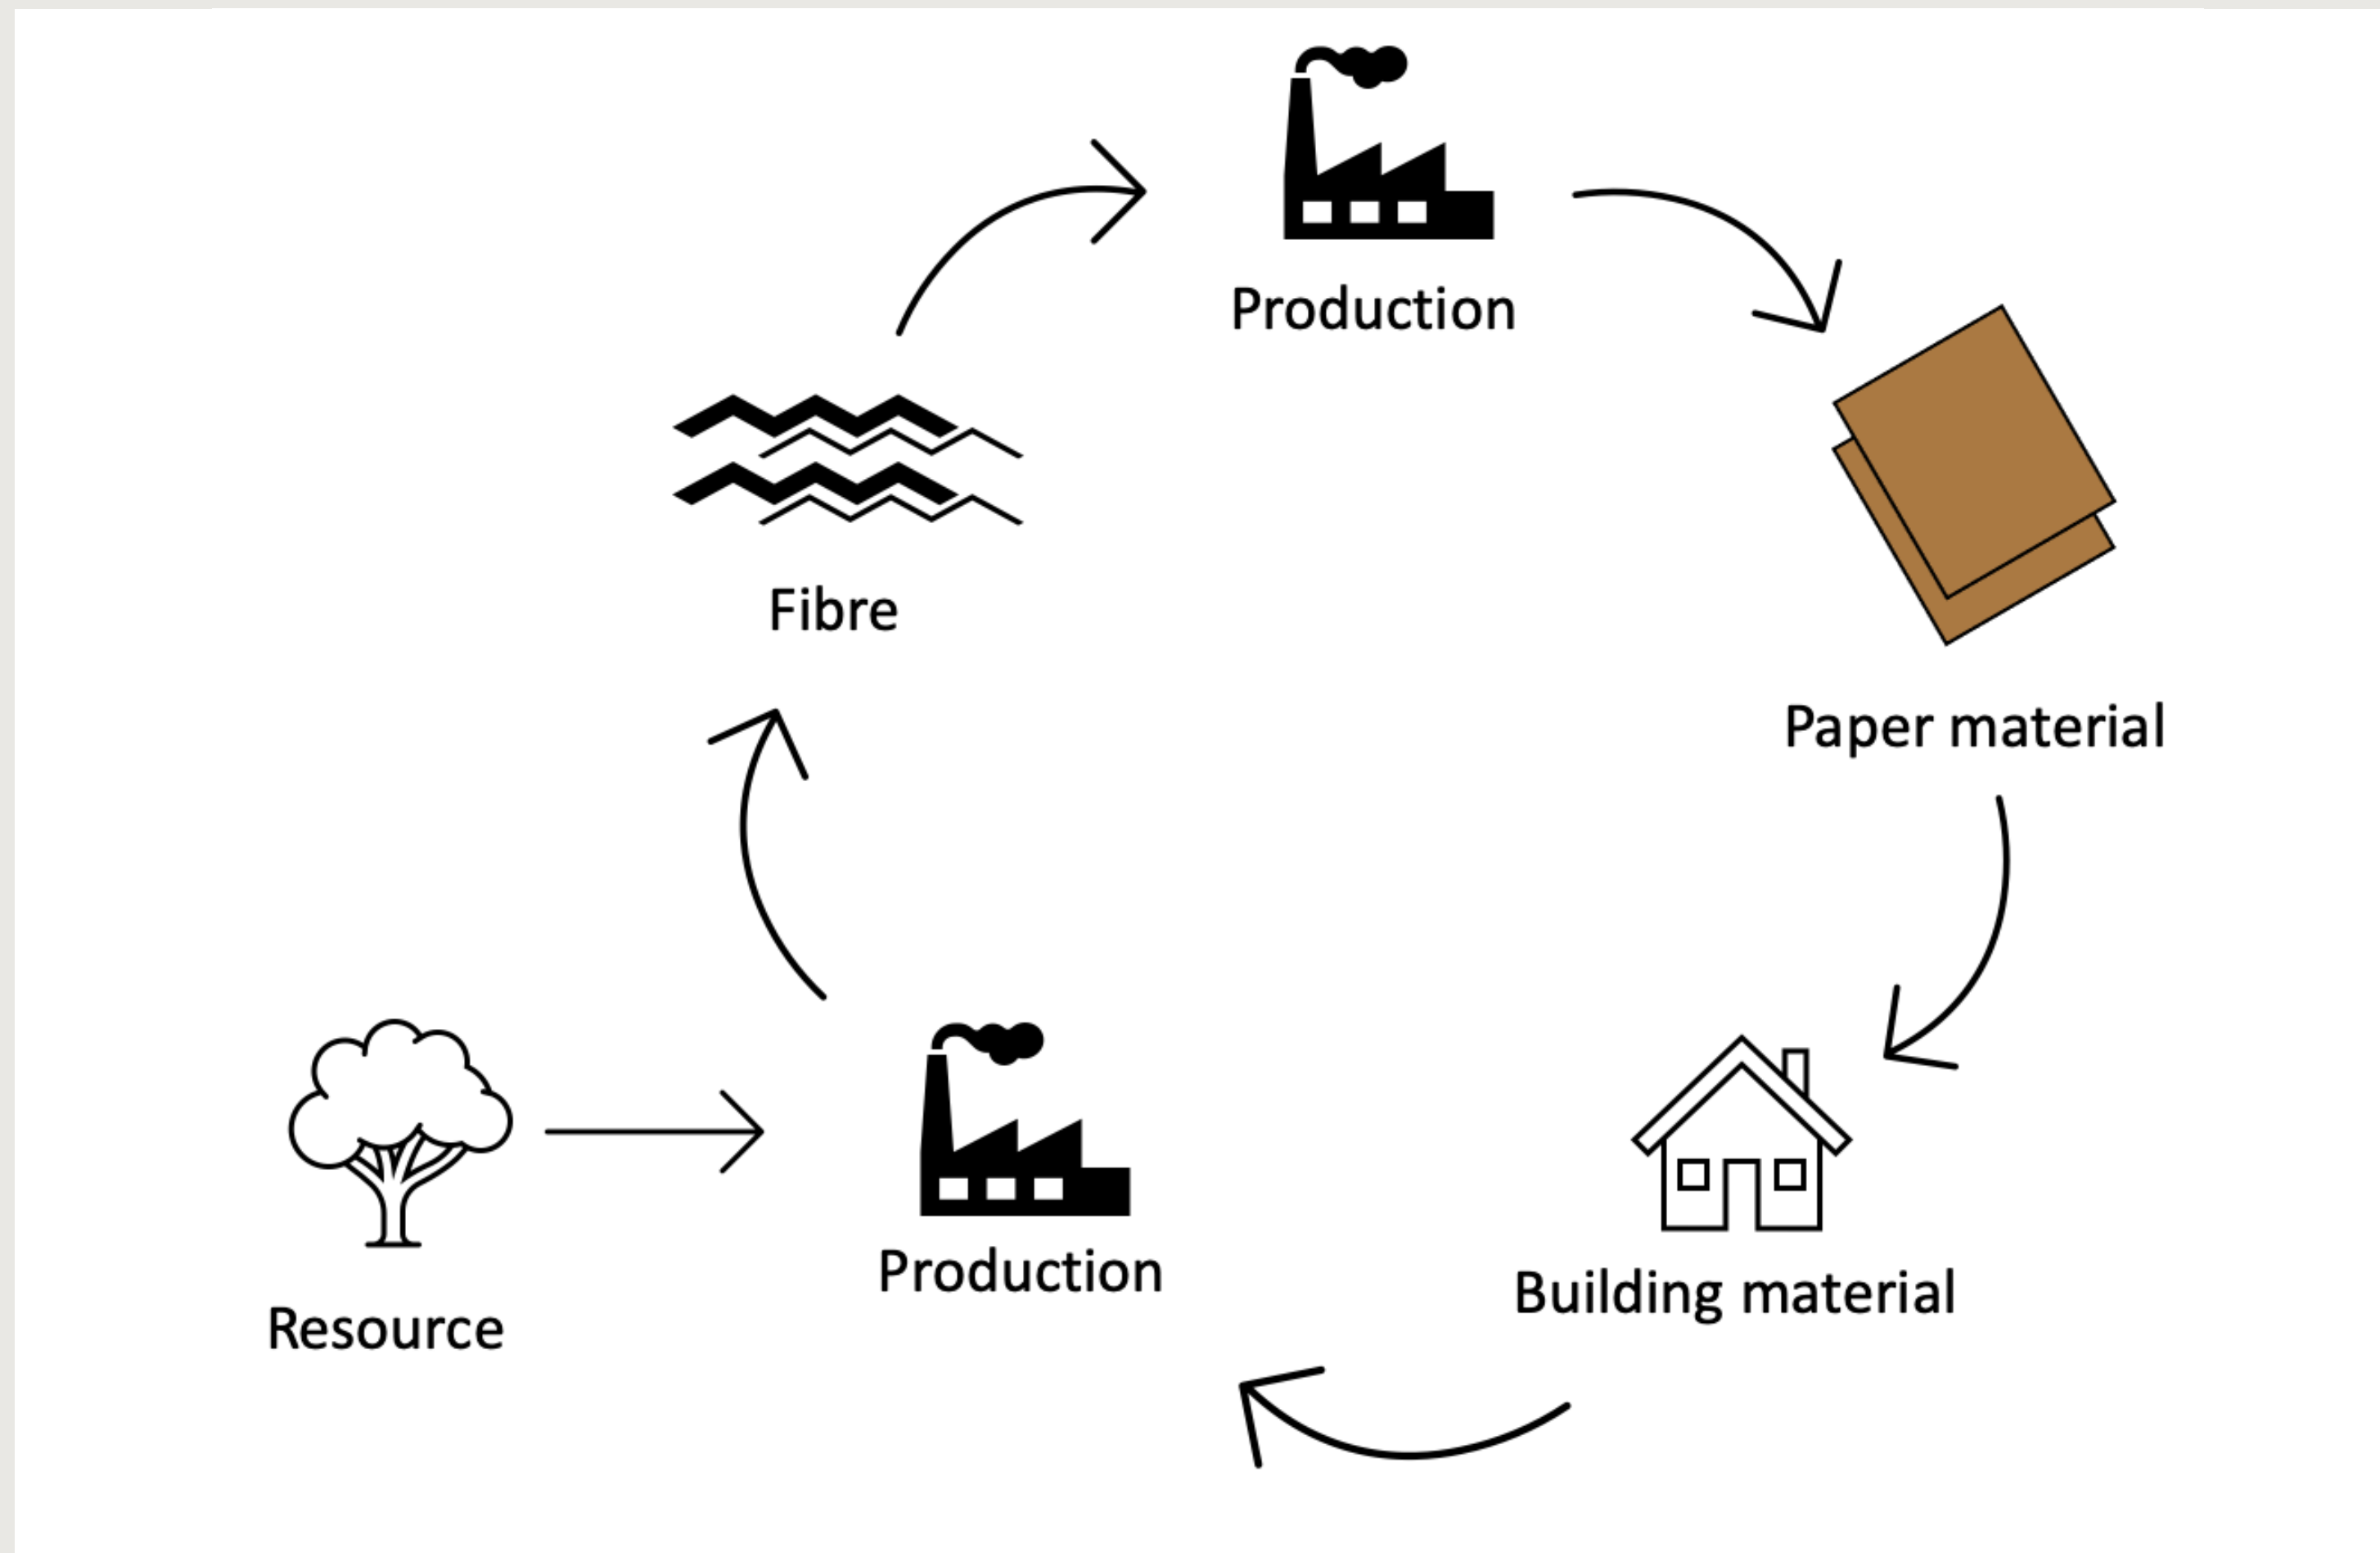 Production
Fibre
Paper material
Production
Building material
Resource